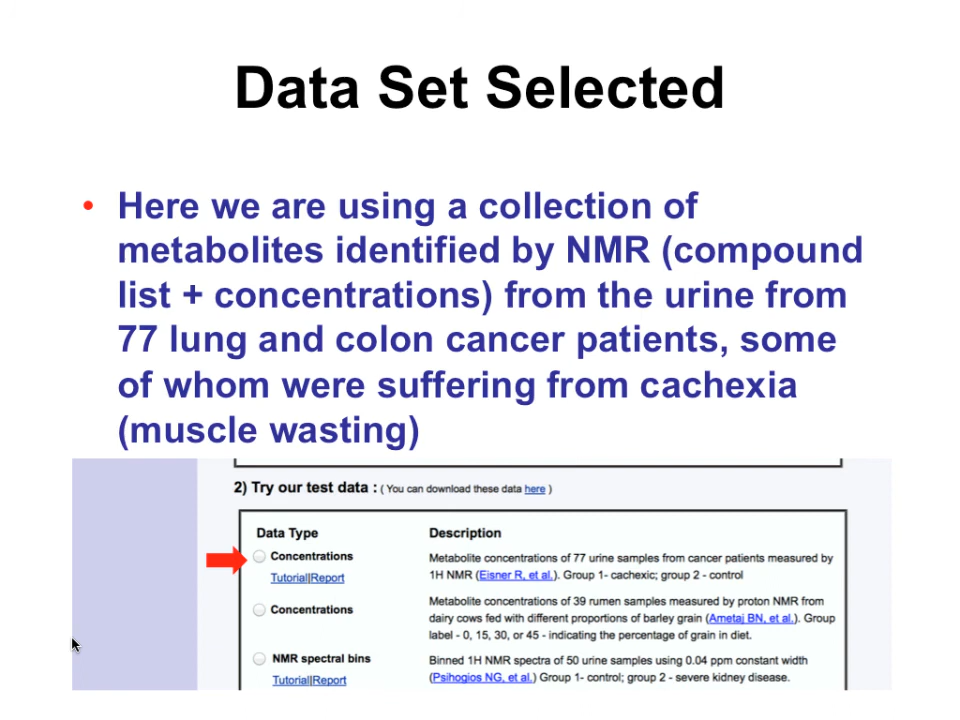 Data Set Selected
• Here we are using a collection of
metabolites identified by NMR (compound
list + concentrations) from the urine from
77 lung and colon cancer patients, some
of whom were suffering from cachexia
(muscle wasting)
2) Try our test data : ( You can download these data here )
Data Type Description
Concentrations Metabolite concentrations of 77 urine samples from cancer patients measured by
Tutorial|Report 1H NMR (Eisner R, et al.). Group 1- cachexic; group 2 - control
Concentrations Metabolite concentrations of 39 rumen samples measured by proton NMR from
dairy cows fed with different proportions of barley grain (Ametaj BN, et al.). Group
label - 0, 15, 30, or 45 - indicating the percentage of grain in diet.
NMR spectral bins Binned 1H NMR spectra of 50 urine samples using 0.04 ppm constant width
Tutorial|Report (Psihogios NG, et al.) Group 1- control; group 2 - severe kidney disease.